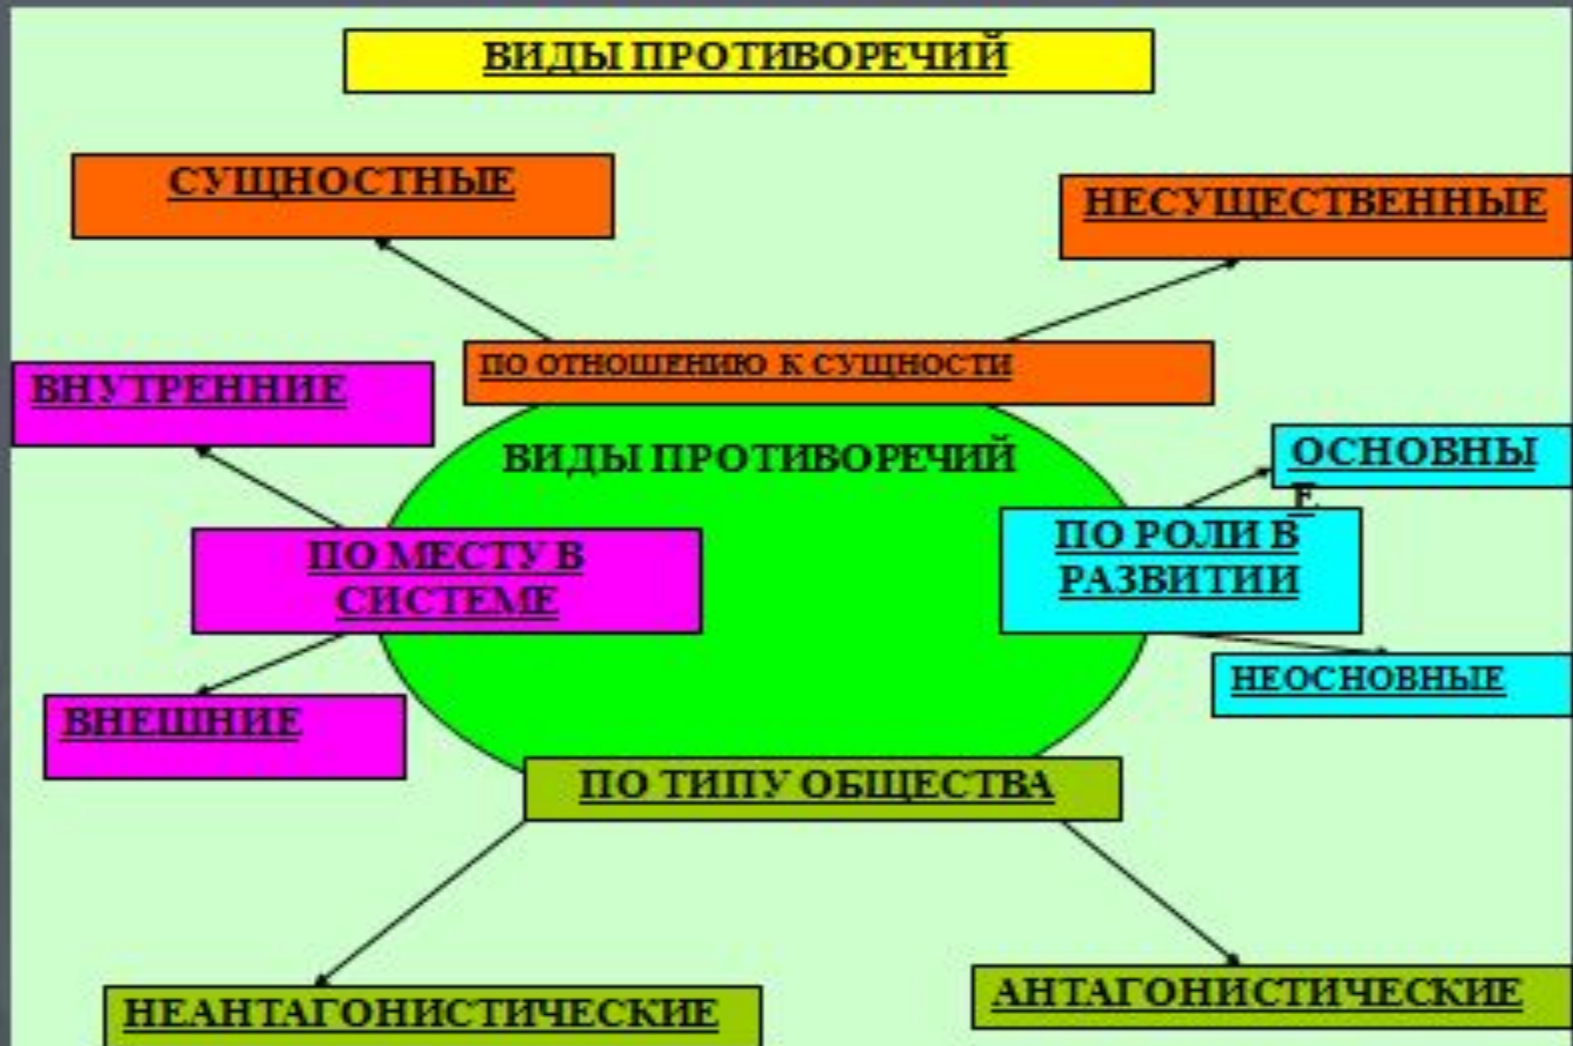 ВИДЫ ПРОТИВОРЕЧИЙ
СУЩНОСТНЫЕ
НЕСУЩЕСТВЕННЫЕ
ПО ОТНОШЕНИЮ К СУЩНОСТИ
ВНУТРЕННИЕ
ВИДЫ ПРОТИВОРЕЧИЙ
ОСНОВНЫ
Е
ПО МЕСТУ В
СИСТЕМЕ
ПО РОЛИ В
РАЗВИТИИ
НЕОСНОВНЫЕ
ВНЕШНИЕ
ПО ТИПУ ОБЩЕСТВА
НЕАНТАГОНИСТИЧЕСКИЕ
АНТАГОНИСТИЧЕСКИЕ